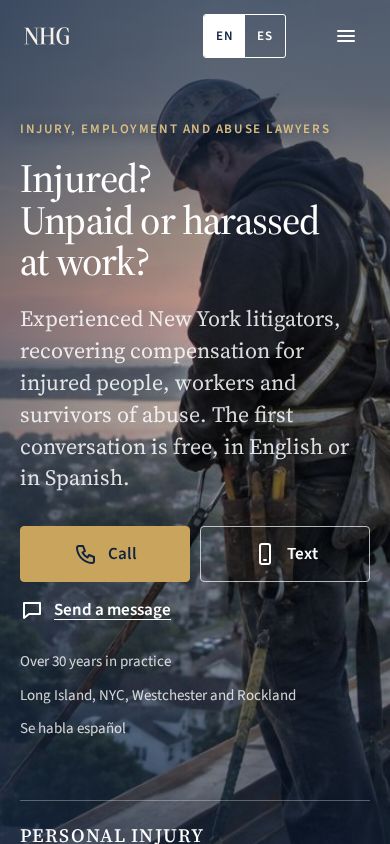 NHG
EN ES
INJURY, EMPLOYMENT AND ABUSE LAWYERS
Injured?
Unpaid or harassed
at work?
Experienced New York litigators,
recovering compensation for
injured people, workers and
survivors of abuse. The first
conversation is free, in English or
in Spanish.
Call Text
Send a message
Over 30 years in practice
Long Island, NYC, Westchester and Rockland
Se habla español
PERSONAL INJURY